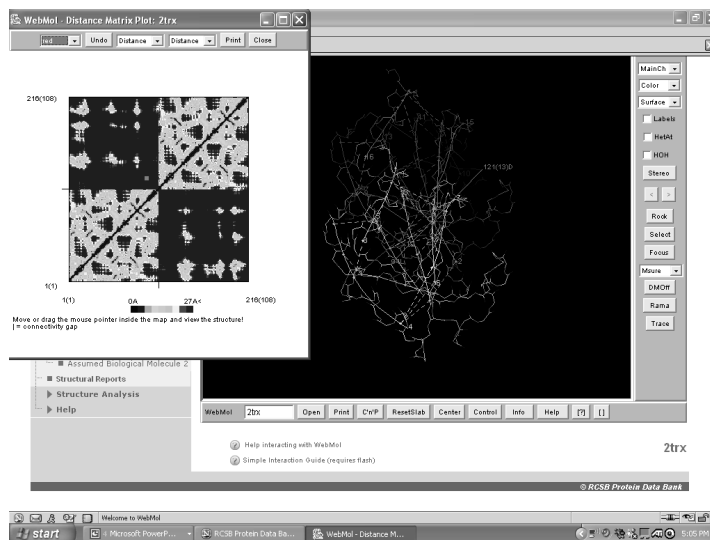 WebMol - Distance Matrix Plot: 2trx
red Undo Distance Distance Print Close
216(108)
1(1)
1(1) 0A 27A< 216(108)
Move or drag the mouse pointer inside the map and view the structure!
| = connectivity gap
121(13)D
MainCh
Color
Surface
Labels
HetAt
HOH
Stereo
< >
Rock
Select
Focus
Msure
DMOff
Rama
Trace
Assumed Biological Molecule 2
Structural Reports
Structure Analysis
Help
WebMol 2trx Open Print C'n'P ResetSlab Center Control Info Help [?] [ ]
Help interacting with WebMol
Simple Interaction Guide (requires flash)
2trx
© RCSB Protein Data Bank
Welcome to WebMol
start Microsoft PowerP... RCSB Protein Data Ba... WebMol - Distance M... 5:05 PM